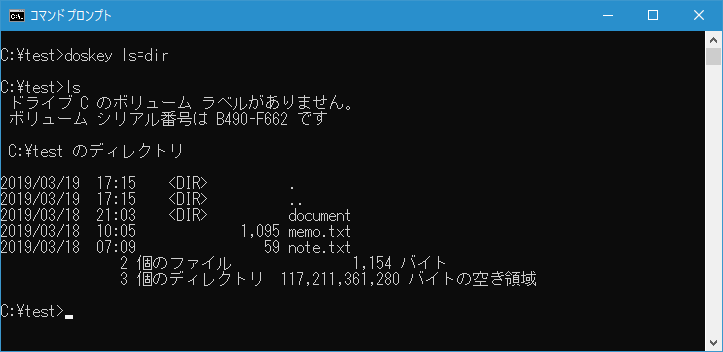 コマンドプロンプト
C:¥test>doskey ls=dir
C:¥test>ls
ドライブ C のボリューム ラベルがありません。
ボリューム シリアル番号は B490-F662 です
C:¥test のディレクトリ
2019/03/19  17:15    <DIR>          .
2019/03/19  17:15    <DIR>          ..
2019/03/18  21:03    <DIR>          document
2019/03/18  10:05             1,095 memo.txt
2019/03/18  07:09                59 note.txt
2 個のファイル               1,154 バイト
3 個のディレクトリ  117,211,361,280 バイトの空き領域
C:¥test>